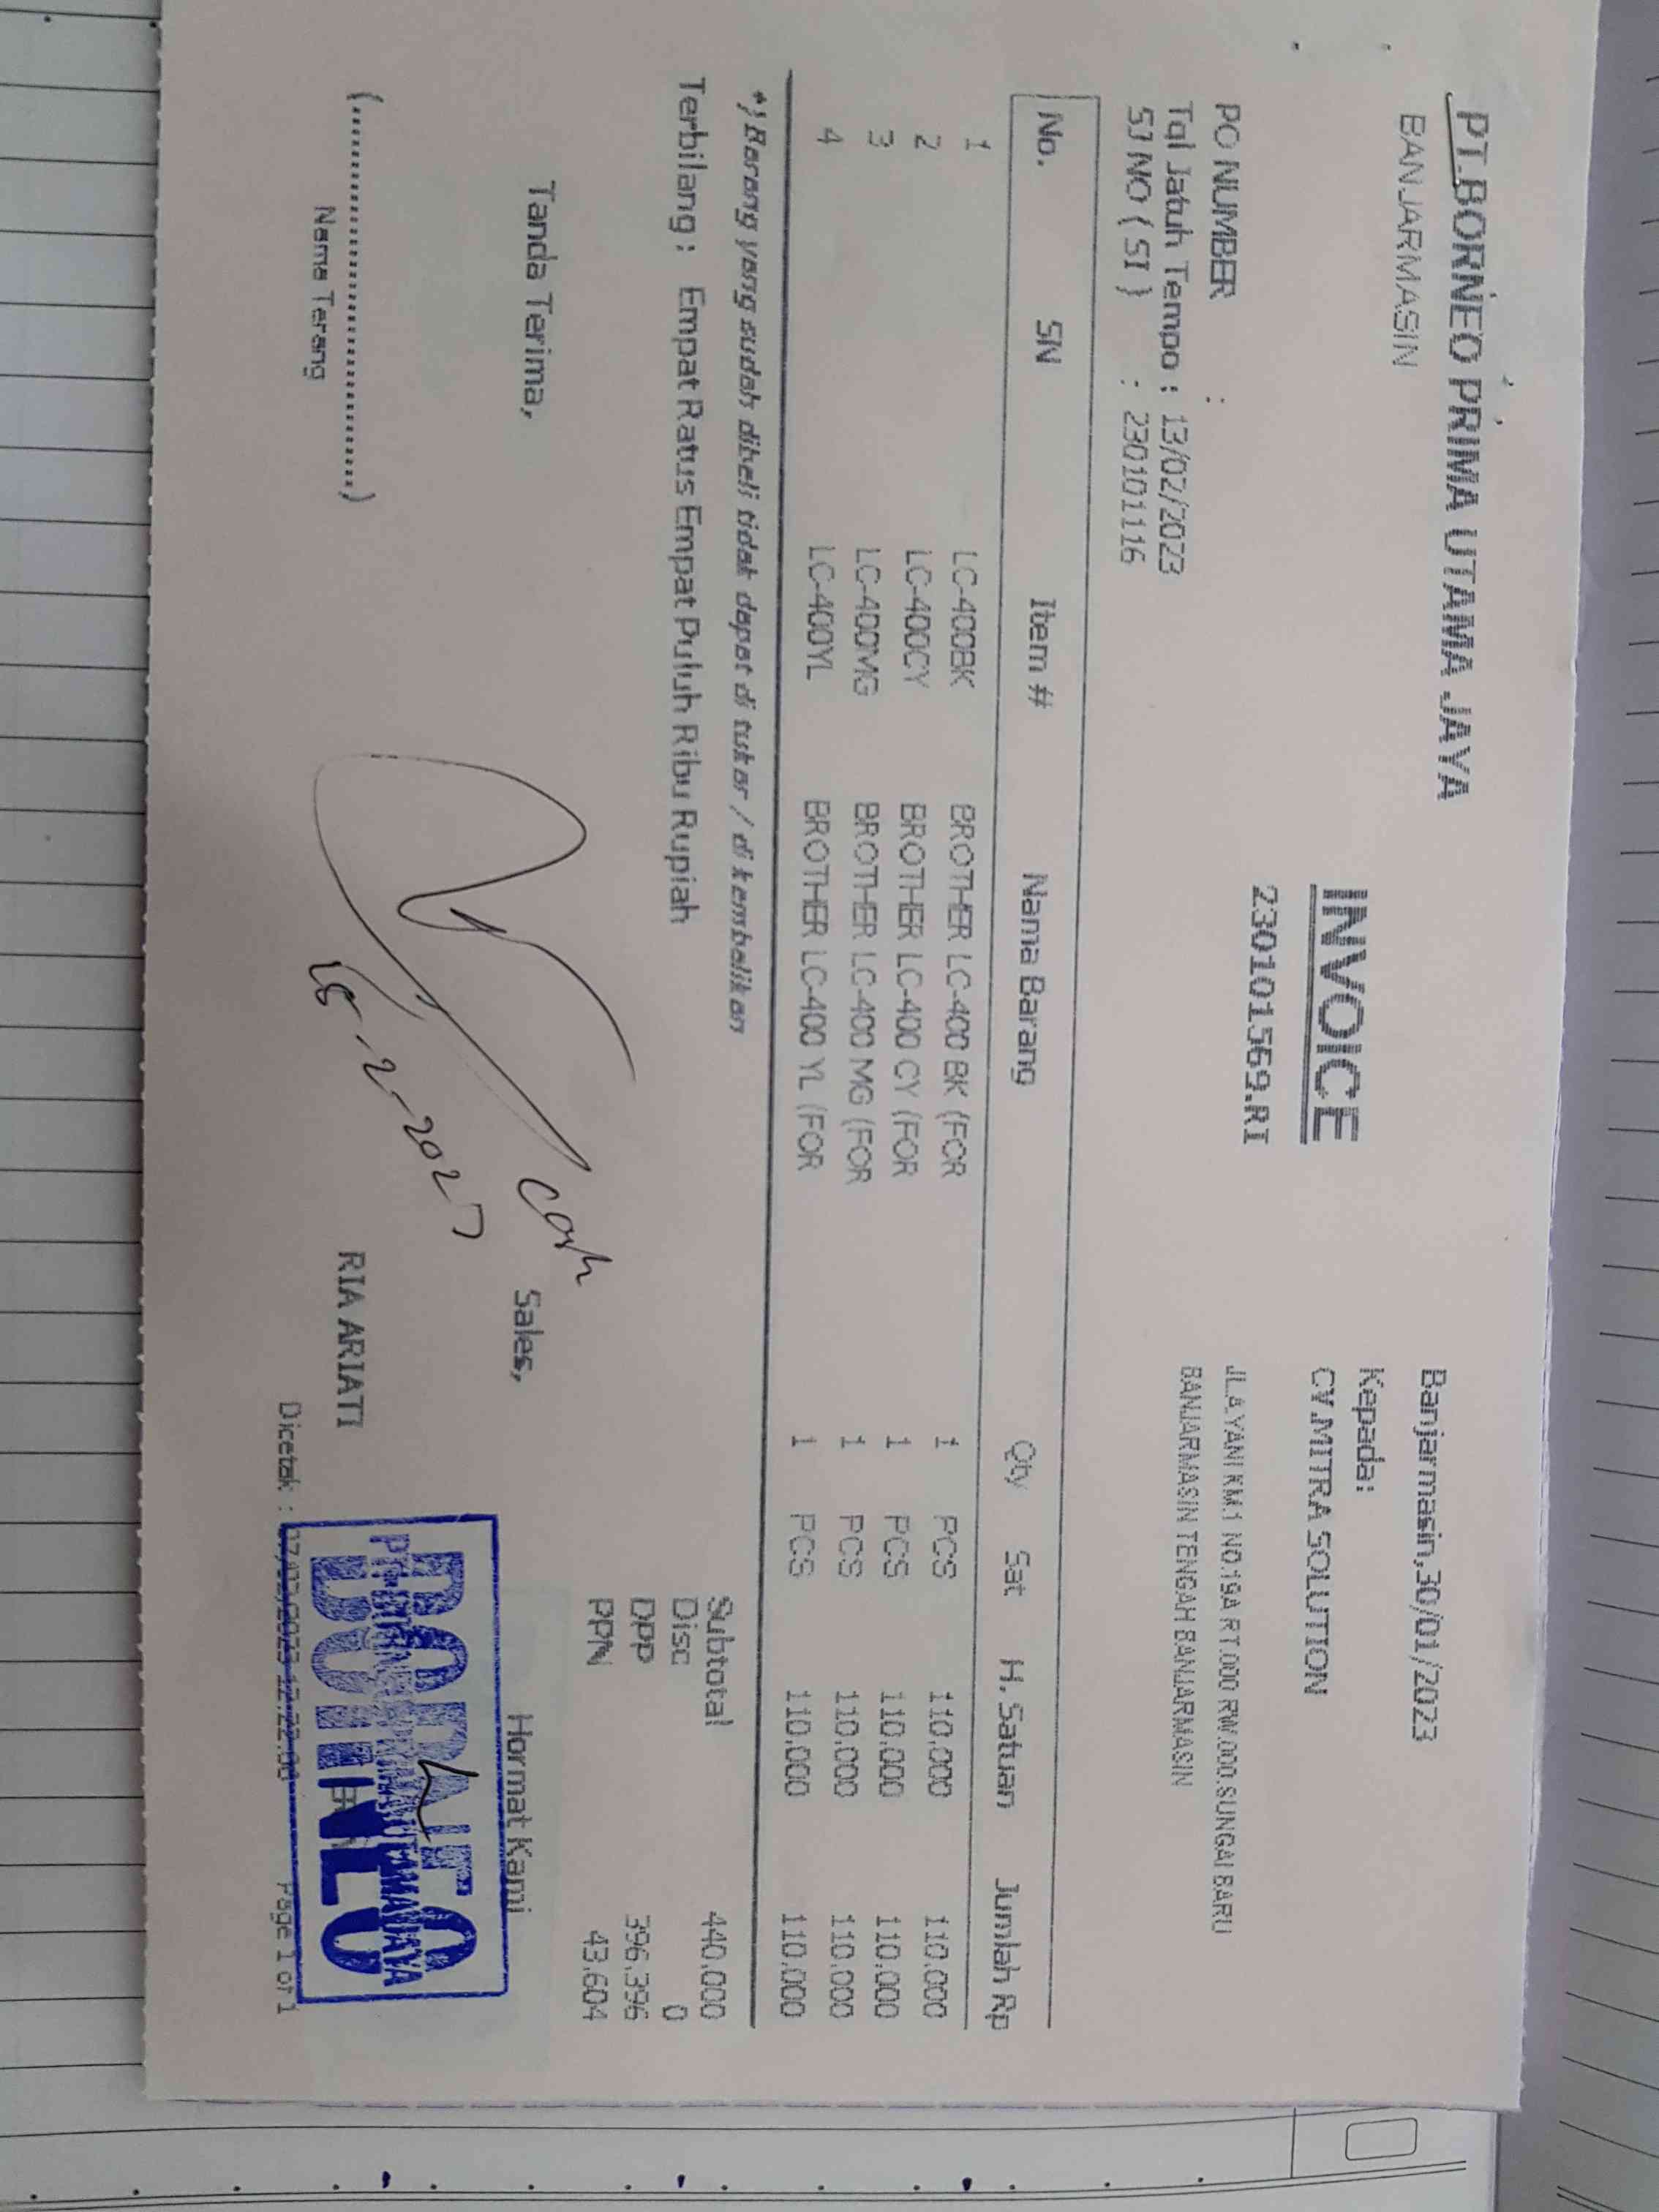 PT.BORNEO PRIMA UTAMA JAYA
BANJARMASIN
INVOICE
230101569.RI
Banjarmasin,30/01/2023
Kepada:
CV.MITRA SOLUTION
JL.A.YANI KM.1 NO.19A RT.000 RW.000.SUNGAI BARU
BANJARMASIN TENGAH BANJARMASIN
PO NUMBER :
Tgl Jatuh Tempo : 13/02/2023
SJ NO ( SI ) : 230101116
No. SN Item # Nama Barang Qty Sat H. Satuan Jumlah Rp
1 LC-400BK BROTHER LC-400 BK (FOR 1 PCS 110.000 110.000
2 LC-400CY BROTHER LC-400 CY (FOR 1 PCS 110.000 110.000
3 LC-400MG BROTHER LC-400 MG (FOR 1 PCS 110.000 110.000
4 LC-400YL BROTHER LC-400 YL (FOR 1 PCS 110.000 110.000
*) Barang yang sudah dibeli tidak dapat di tukar / di kembalikan
Terbilang : Empat Ratus Empat Puluh Ribu Rupiah
Subtotal 440.000
Disc 0
DPP 396.396
PPN 43.604
Tanda Terima,
Sales,
Hormat Kami
cash
(..............................)
Nama Terang
RIA ARIATI
BORNEO
Dicetak :
Page 1 of 1